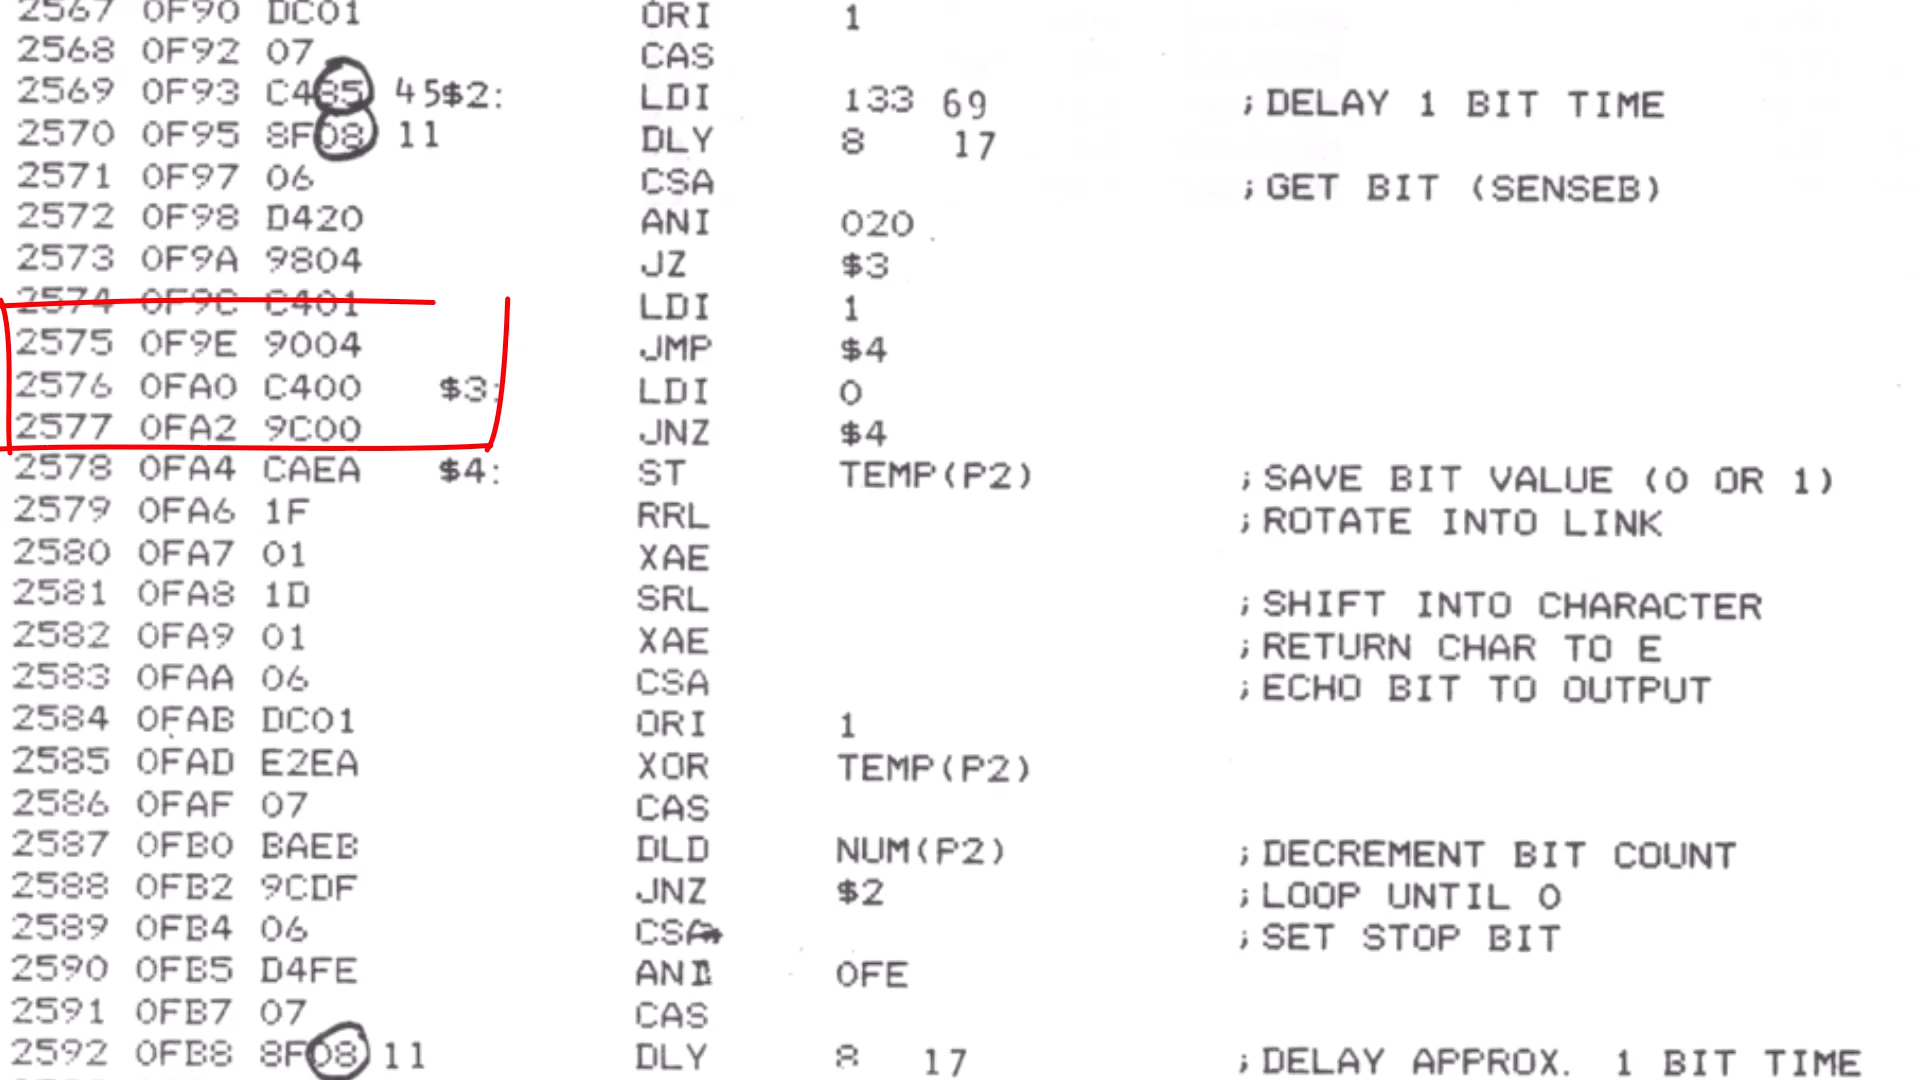 2567 0F90 DC01 ORI 1
2568 0F92 07 CAS
2569 0F93 C485 45 $2: LDI 133 69 ;DELAY 1 BIT TIME
2570 0F95 8F08 11 DLY 8 17
2571 0F97 06 CSA ;GET BIT (SENSEB)
2572 0F98 D420 ANI 020
2573 0F9A 9804 JZ $3
2574 0F9C C401 LDI 1
2575 0F9E 9004 JMP $4
2576 0FA0 C400 $3: LDI 0
2577 0FA2 9C00 JNZ $4
2578 0FA4 CAEA $4: ST TEMP(P2) ;SAVE BIT VALUE (0 OR 1)
2579 0FA6 1F RRL ;ROTATE INTO LINK
2580 0FA7 01 XAE
2581 0FA8 1D SRL ;SHIFT INTO CHARACTER
2582 0FA9 01 XAE ;RETURN CHAR TO E
2583 0FAA 06 CSA ;ECHO BIT TO OUTPUT
2584 0FAB DC01 ORI 1
2585 0FAD E2EA XOR TEMP(P2)
2586 0FAF 07 CAS
2587 0FB0 BAEB DLD NUM(P2) ;DECREMENT BIT COUNT
2588 0FB2 9CDF JNZ $2 ;LOOP UNTIL 0
2589 0FB4 06 CSA ;SET STOP BIT
2590 0FB5 D4FE ANI 0FE
2591 0FB7 07 CAS
2592 0FB8 8F08 11 DLY 8 17 ;DELAY APPROX. 1 BIT TIME